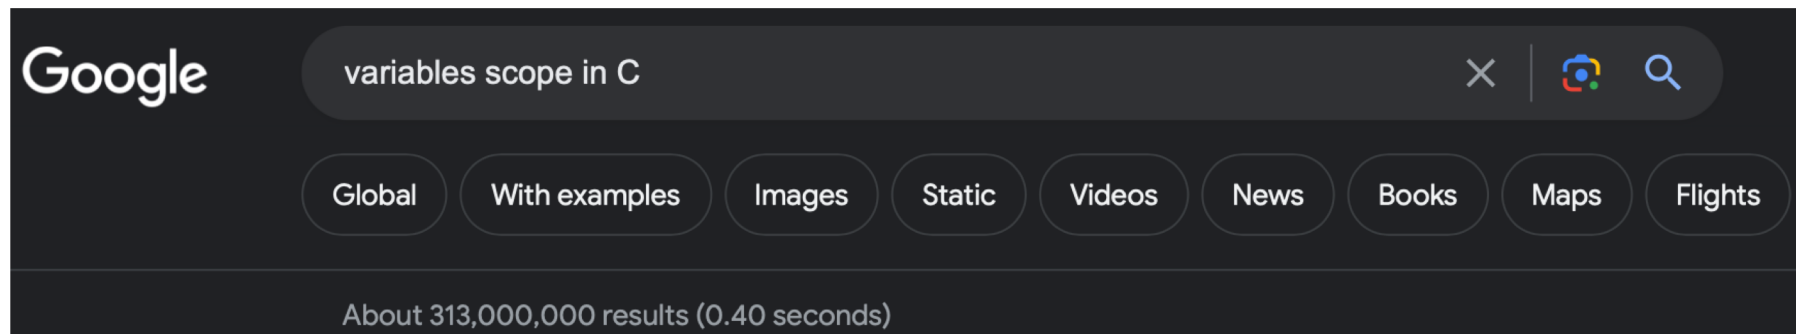 Google
variables scope in C
Global With examples Images Static Videos News Books Maps Flights
About 313,000,000 results (0.40 seconds)